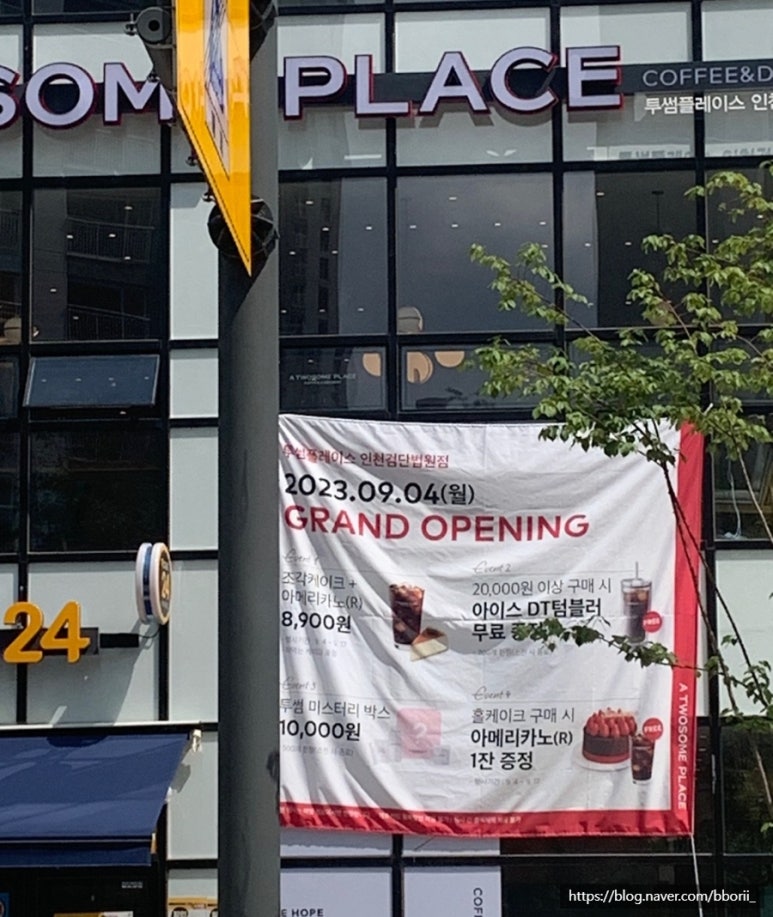 SOME PLACE
COFFEE&D
투썸플레이스 인천
A TWOSOME PLACE
투썸플레이스 인천검단법원점
2023.09.04(월)
GRAND OPENING
Event 1
조각케이크 +
아메리카노(R)
8,900원
Event 2
20,000원 이상 구매 시
아이스 DT텀블러
무료
FREE
Event 3
투썸 미스터리 박스
10,000원
Event 4
홀케이크 구매 시
아메리카노(R)
1잔 증정
FREE
A TWOSOME PLACE
24
E HOPE
COFF
https://blog.naver.com/bborii_